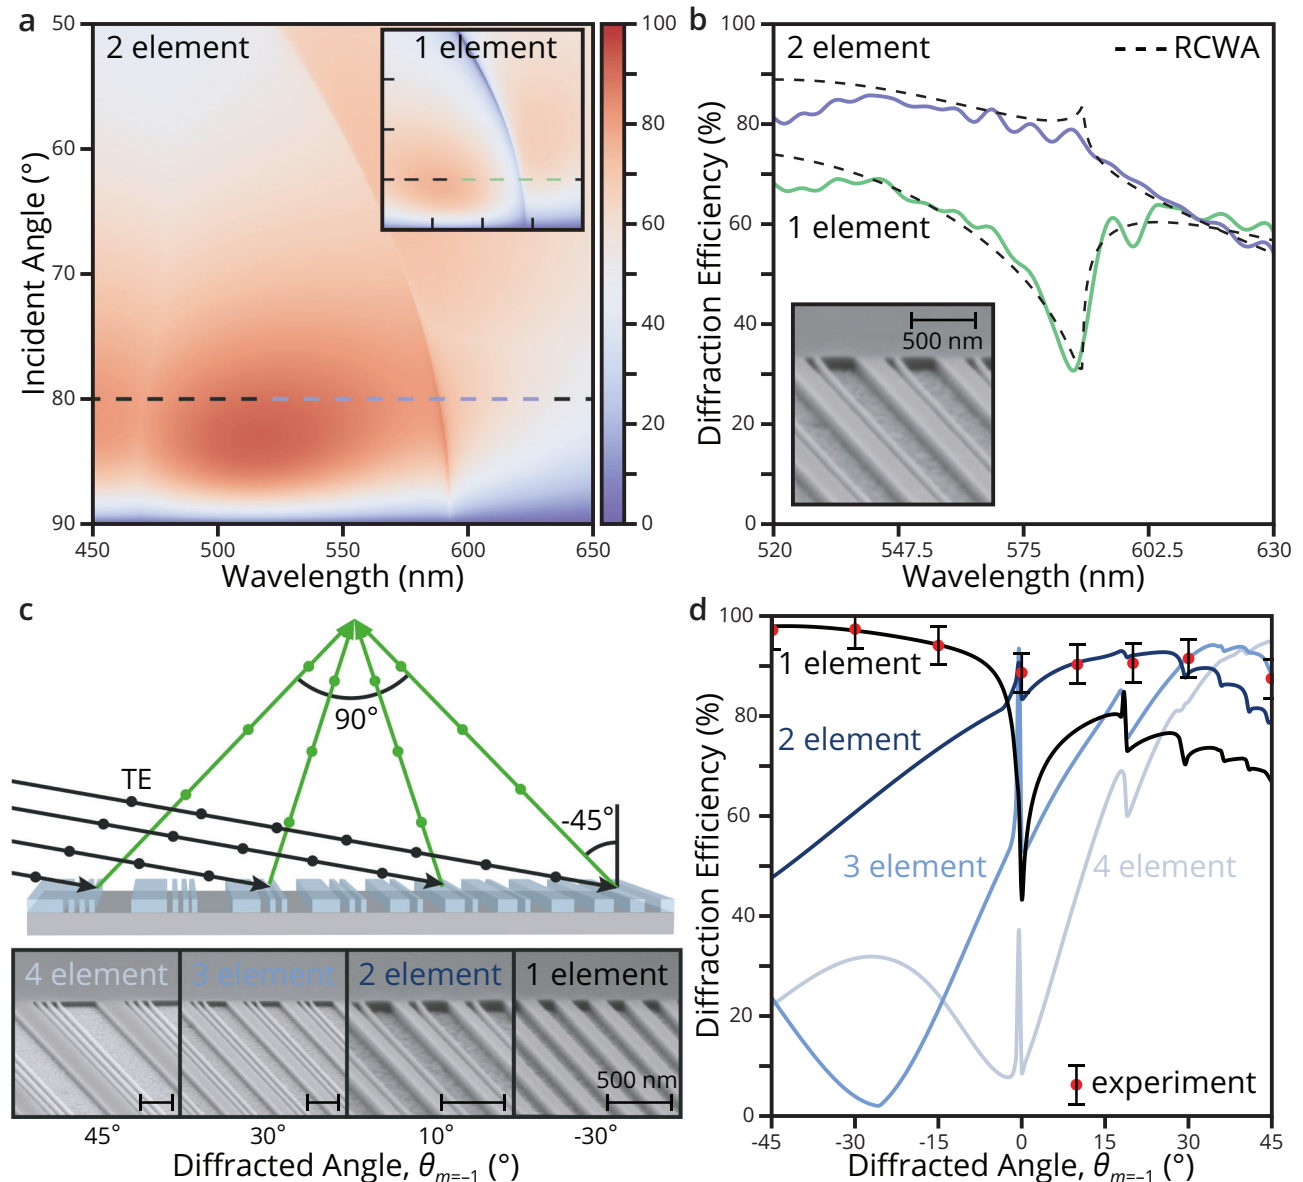 a
2 element
1 element
50
60
70
80
90
Incident Angle (°)
450
500
550
600
650
Wavelength (nm)
100
80
60
40
20
0
b
2 element
RCWA
1 element
500 nm
100
80
60
40
20
0
Diffraction Efficiency (%)
520
547.5
575
602.5
630
Wavelength (nm)
c
90°
TE
-45°
4 element
3 element
2 element
1 element
500 nm
45°
30°
10°
-30°
Diffracted Angle, θm=−1 (°)
d
1 element
2 element
3 element
4 element
experiment
100
80
60
40
20
0
Diffraction Efficiency (%)
-45
-30
-15
0
15
30
45
Diffracted Angle, θm=−1 (°)